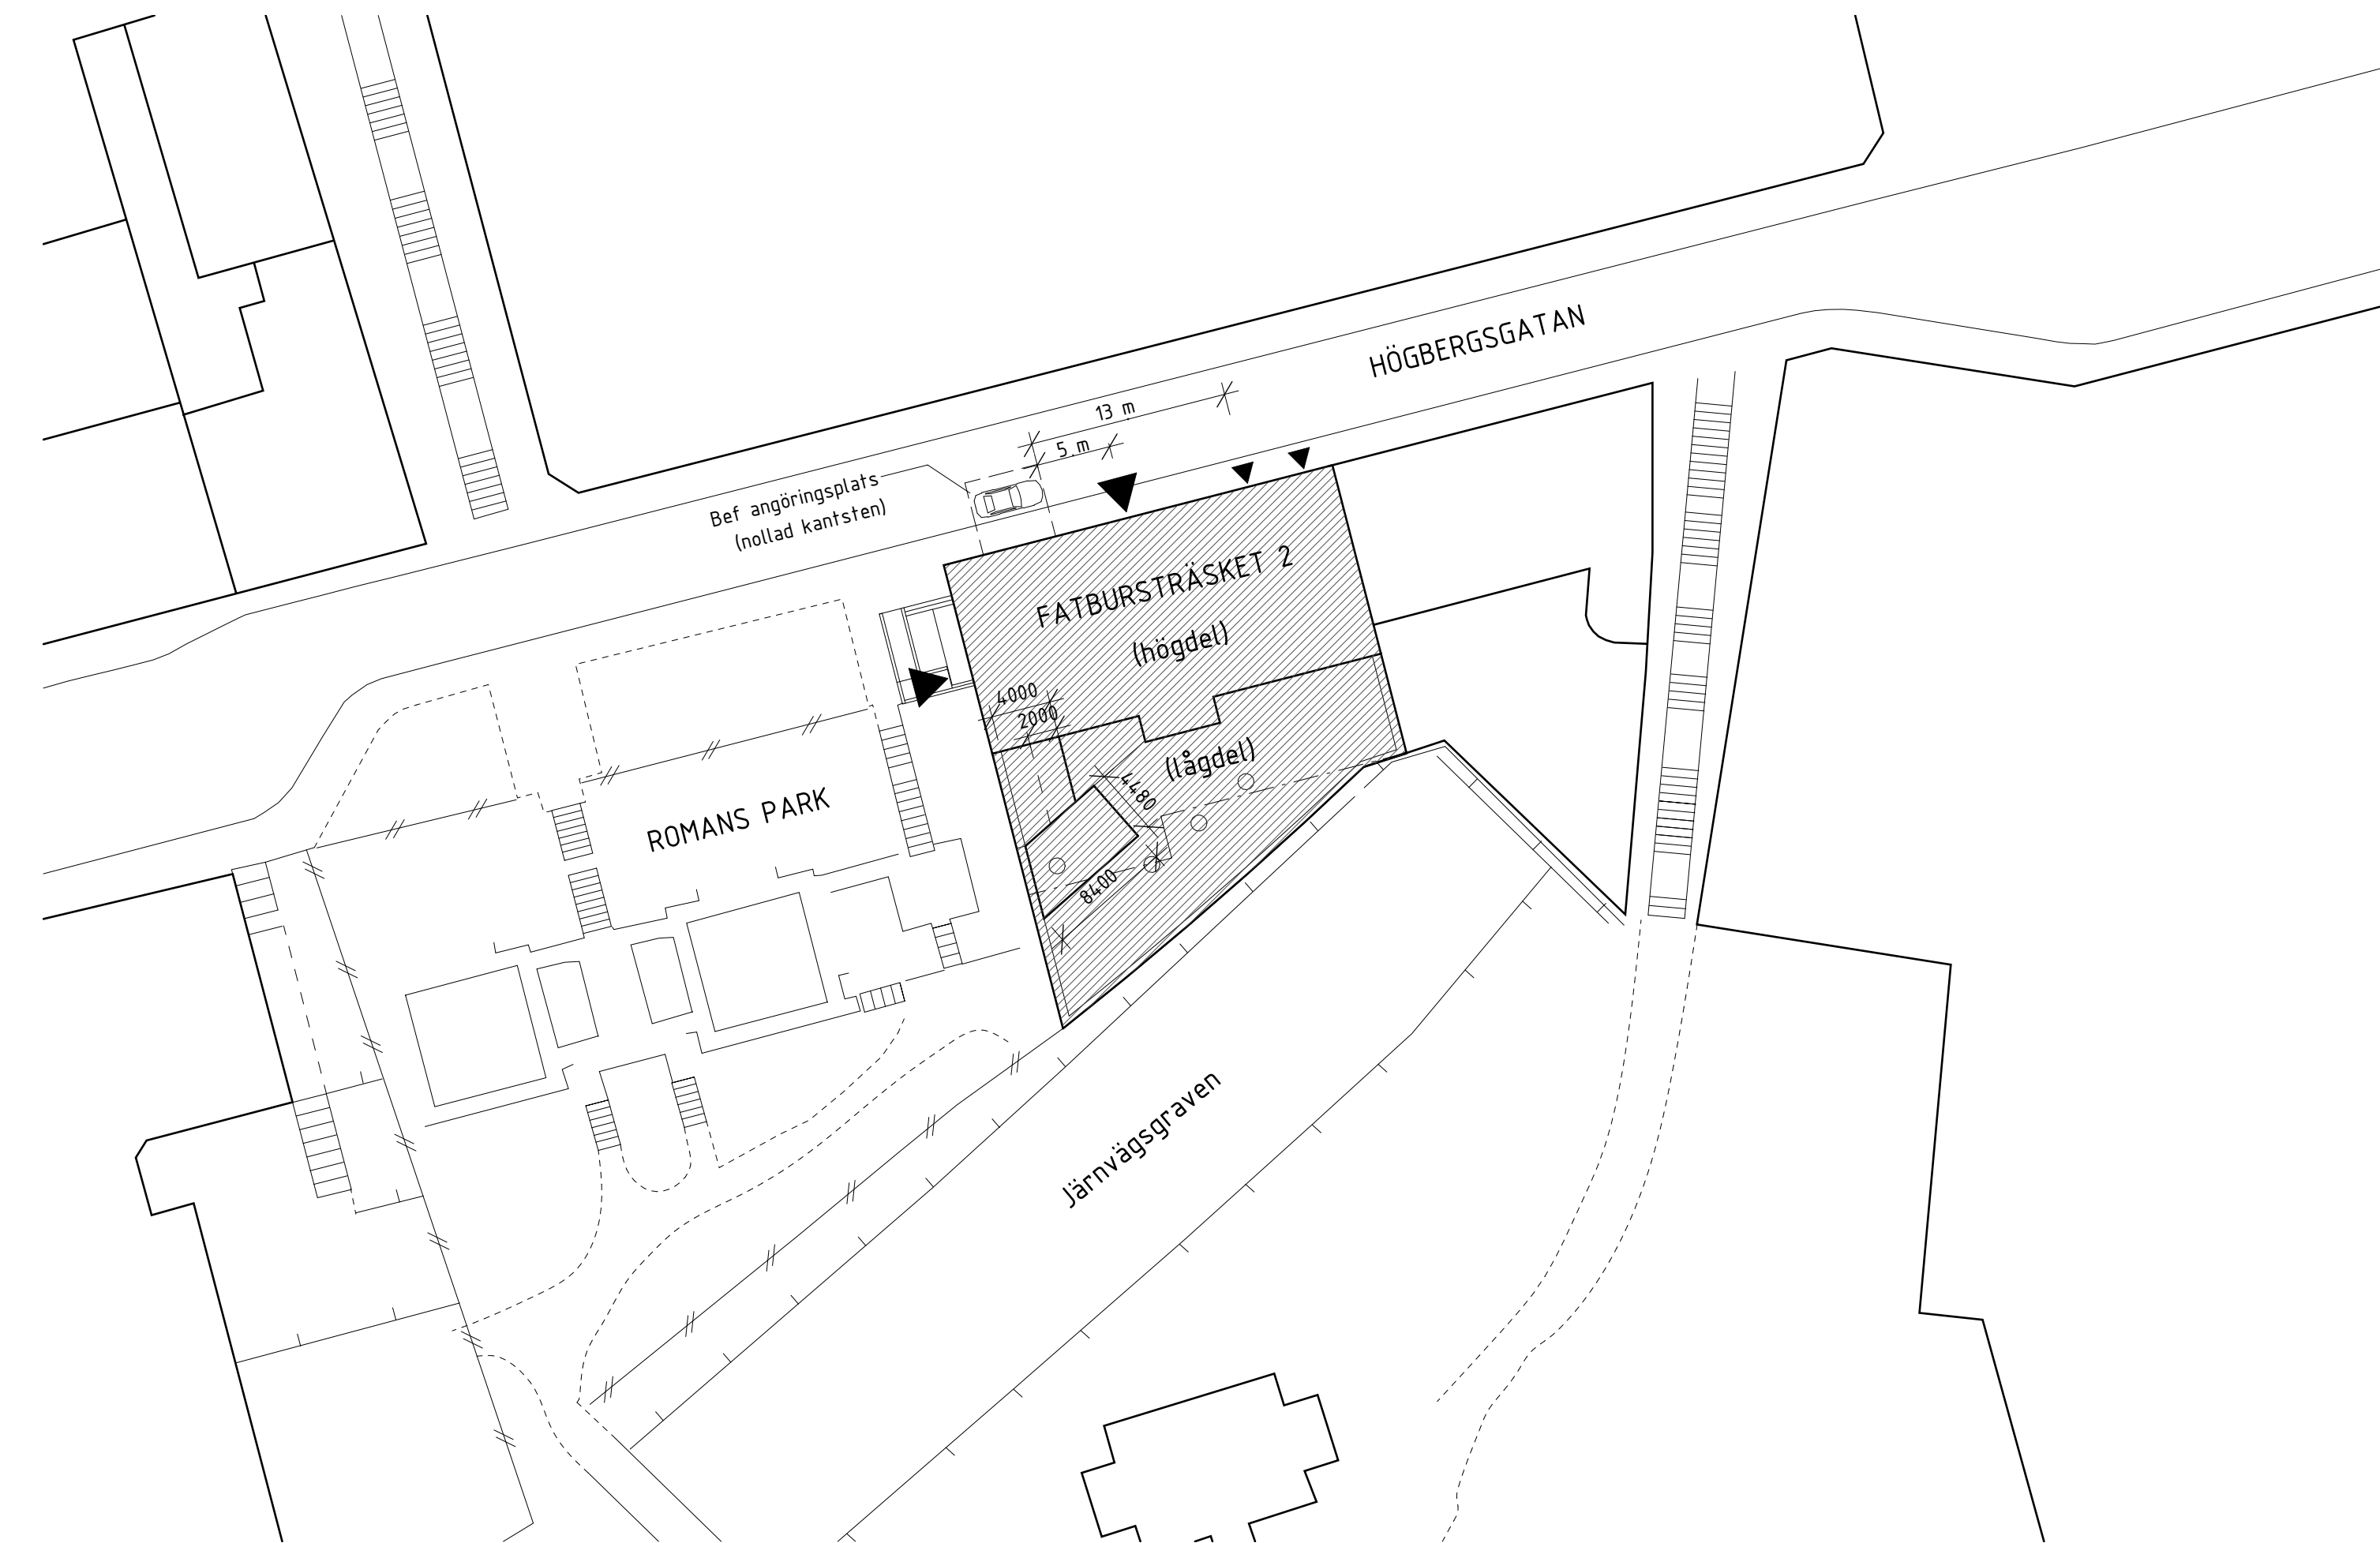 HÖGBERGSGATAN
13 m
5.m
Bef angöringsplats
(nollad kantsten)
FATBURSTRÄSKET 2
(högdel)
4000
2000
(lågdel)
4480
8400
ROMANS PARK
Järnvägsgraven